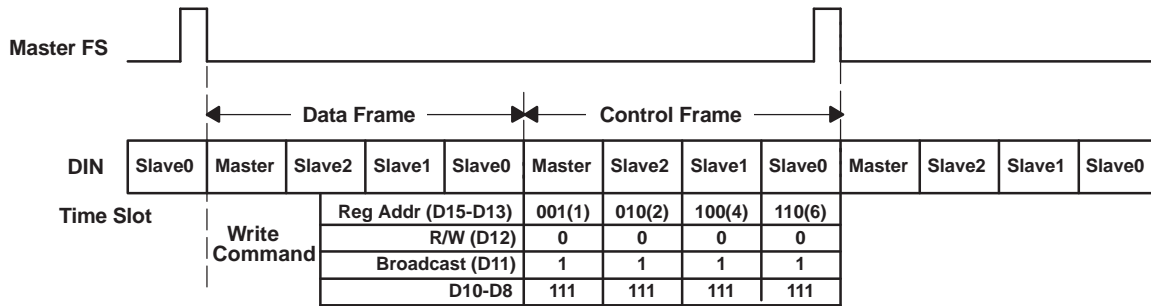 Master FS
Data Frame
Control Frame
DIN Slave0 Master Slave2 Slave1 Slave0 Master Slave2 Slave1 Slave0 Master Slave2 Slave1 Slave0
Time Slot
Write
Command
Reg Addr (D15-D13) 001(1) 010(2) 100(4) 110(6)
R/W (D12) 0 0 0 0
Broadcast (D11) 1 1 1 1
D10-D8 111 111 111 111